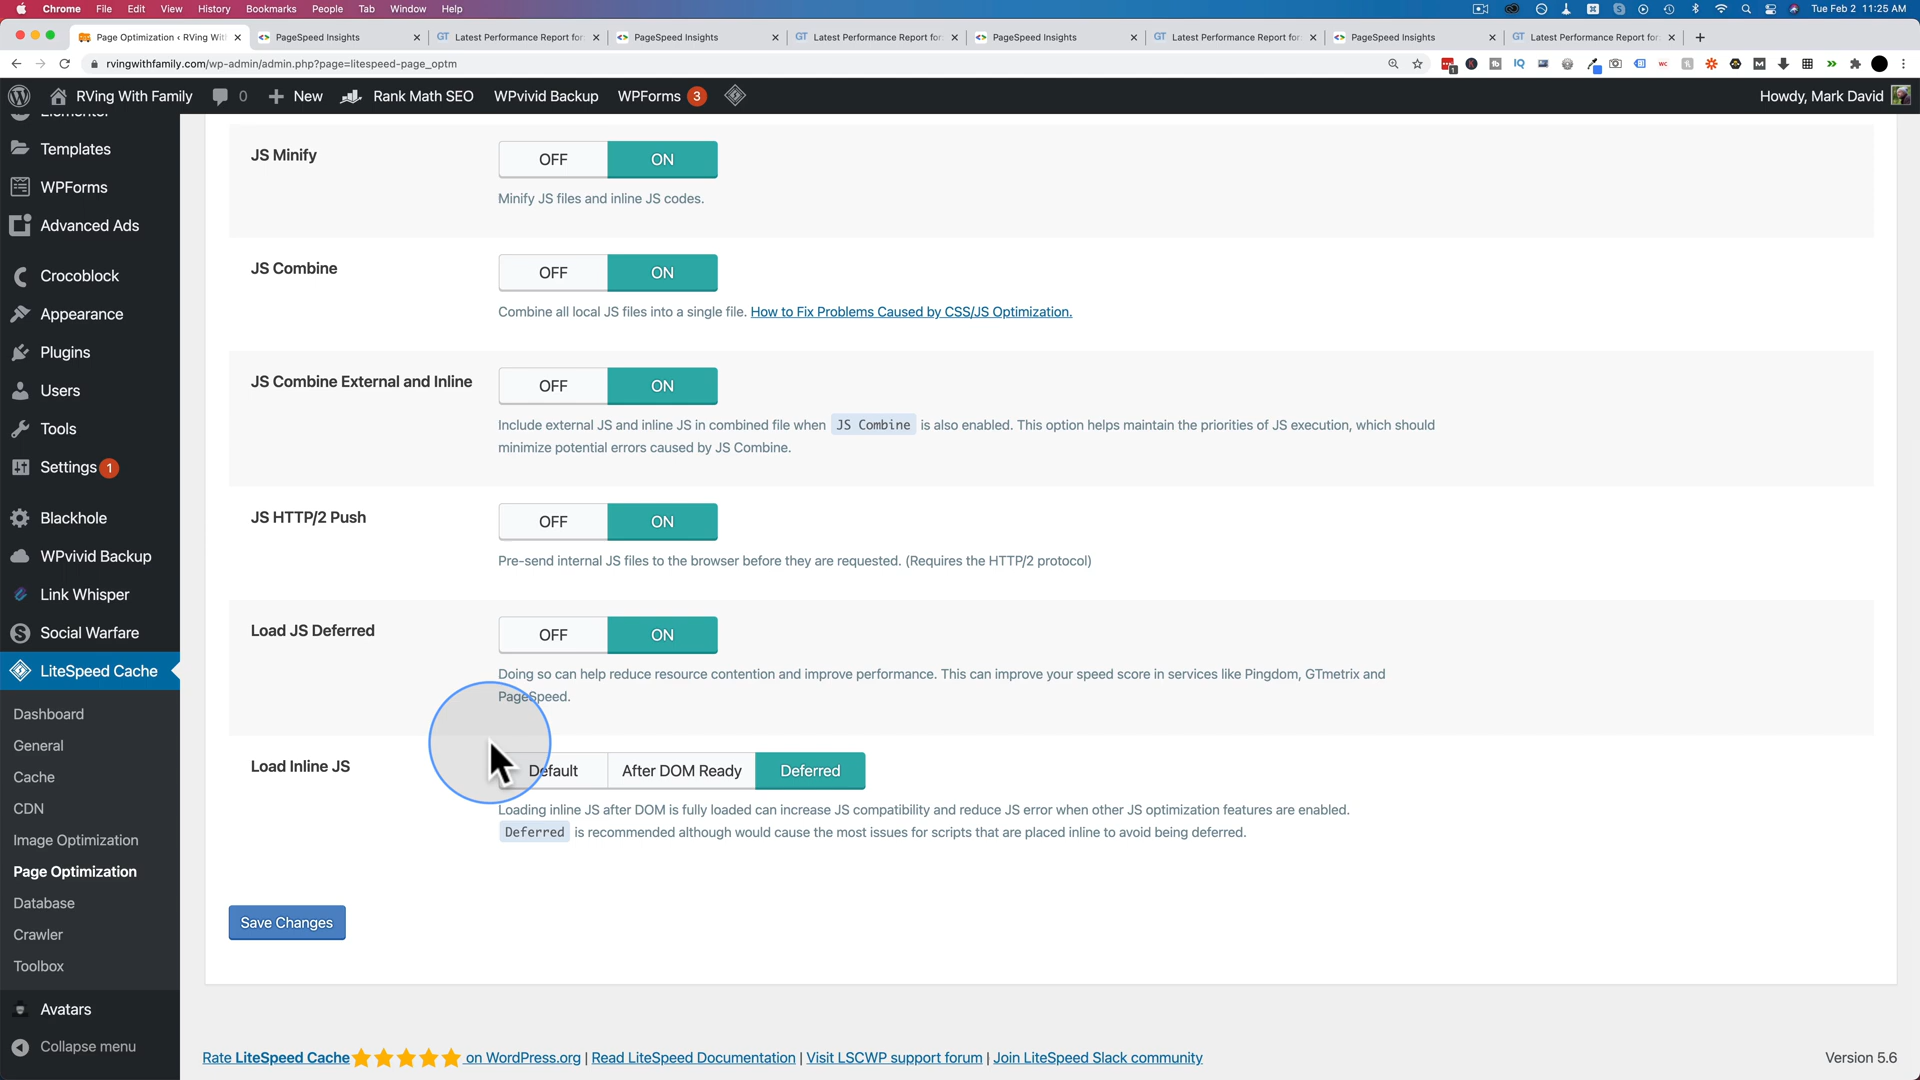 Chrome File Edit View History Bookmarks People Tab Window Help Tue Feb 2 11:25 AM
Page Optimization ‹ RVing With PageSpeed Insights Latest Performance Report for PageSpeed Insights Latest Performance Report for PageSpeed Insights Latest Performance Report for PageSpeed Insights Latest Performance Report for
rvingwithfamily.com/wp-admin/admin.php?page=litespeed-page_optm
RVing With Family 0 New Rank Math SEO WPvivid Backup WPForms 3 Howdy, Mark David
Elementor
Templates
WPForms
Advanced Ads
Crocoblock
Appearance
Plugins
Users
Tools
Settings 1
Blackhole
WPvivid Backup
Link Whisper
Social Warfare
LiteSpeed Cache
Dashboard
General
Cache
CDN
Image Optimization
Page Optimization
Database
Crawler
Toolbox
Avatars
Collapse menu
JS Minify OFF ON
Minify JS files and inline JS codes.
JS Combine OFF ON
Combine all local JS files into a single file. How to Fix Problems Caused by CSS/JS Optimization.
JS Combine External and Inline OFF ON
Include external JS and inline JS in combined file when JS Combine is also enabled. This option helps maintain the priorities of JS execution, which should
minimize potential errors caused by JS Combine.
JS HTTP/2 Push OFF ON
Pre-send internal JS files to the browser before they are requested. (Requires the HTTP/2 protocol)
Load JS Deferred OFF ON
Doing so can help reduce resource contention and improve performance. This can improve your speed score in services like Pingdom, GTmetrix and
PageSpeed.
Load Inline JS Default After DOM Ready Deferred
Loading inline JS after DOM is fully loaded can increase JS compatibility and reduce JS error when other JS optimization features are enabled.
Deferred is recommended although would cause the most issues for scripts that are placed inline to avoid being deferred.
Save Changes
Rate LiteSpeed Cache on WordPress.org | Read LiteSpeed Documentation | Visit LSCWP support forum | Join LiteSpeed Slack community Version 5.6